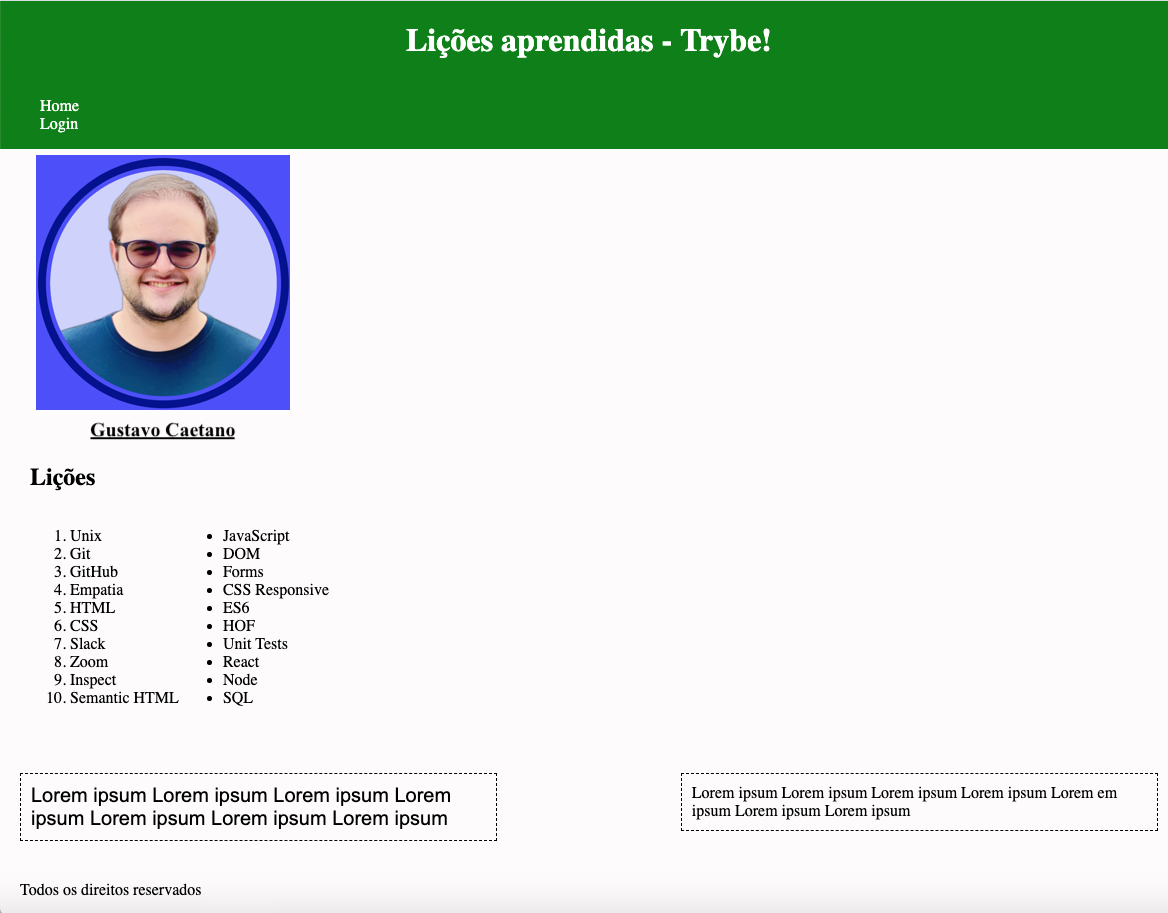 Lições aprendidas - Trybe!
Home
Login
Gustavo Caetano
Lições
1. Unix
2. Git
3. GitHub
4. Empatia
5. HTML
6. CSS
7. Slack
8. Zoom
9. Inspect
10. Semantic HTML
• JavaScript
• DOM
• Forms
• CSS Responsive
• ES6
• HOF
• Unit Tests
• React
• Node
• SQL
Lorem ipsum Lorem ipsum Lorem ipsum Lorem
ipsum Lorem ipsum Lorem ipsum Lorem ipsum
Lorem ipsum Lorem ipsum Lorem ipsum Lorem ipsum Lorem em
ipsum Lorem ipsum Lorem ipsum
Todos os direitos reservados